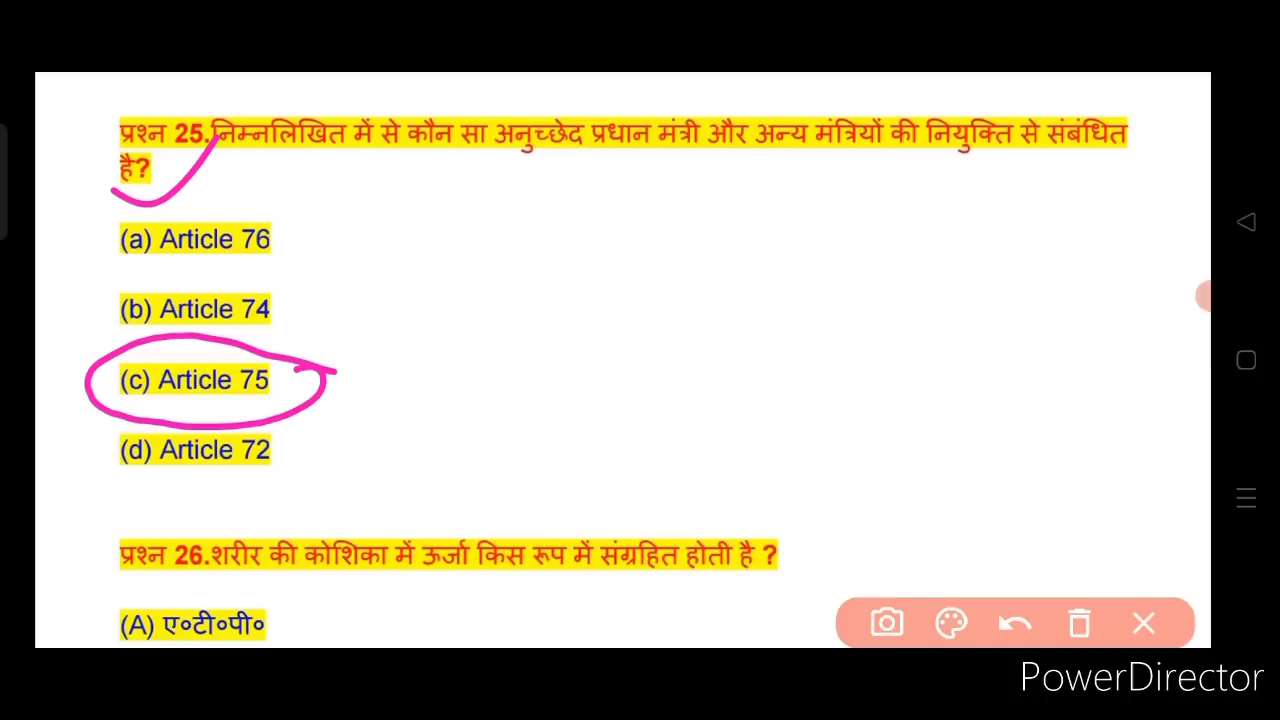 प्रश्न 25.निम्नलिखित में से कौन सा अनुच्छेद प्रधान मंत्री और अन्य मंत्रियों की नियुक्ति से संबंधित
है?
(a) Article 76
(b) Article 74
(c) Article 75
(d) Article 72
प्रश्न 26.शरीर की कोशिका में ऊर्जा किस रूप में संग्रहित होती है ?
(A) ए०टी०पी०
PowerDirector